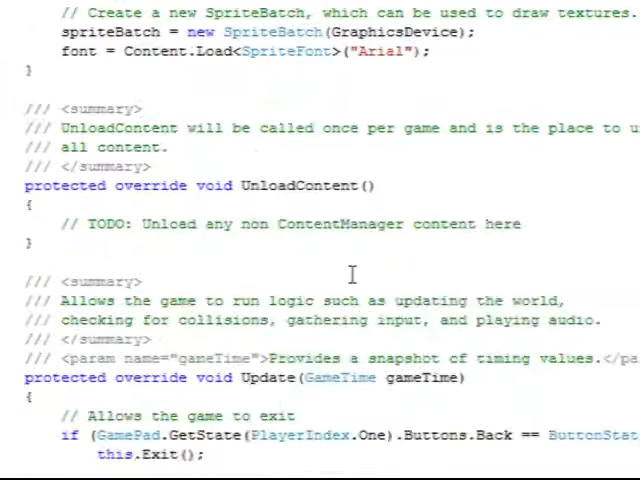 // Create a new SpriteBatch, which can be used to draw textures.
spriteBatch = new SpriteBatch(GraphicsDevice);
font = Content.Load<SpriteFont>("Arial");
}
/// <summary>
/// UnloadContent will be called once per game and is the place to u
/// all content.
/// </summary>
protected override void UnloadContent()
{
// TODO: Unload any non ContentManager content here
}
/// <summary>
/// Allows the game to run logic such as updating the world,
/// checking for collisions, gathering input, and playing audio.
/// </summary>
/// <param name="gameTime">Provides a snapshot of timing values.</pa
protected override void Update(GameTime gameTime)
{
// Allows the game to exit
if (GamePad.GetState(PlayerIndex.One).Buttons.Back == ButtonStat
this.Exit();